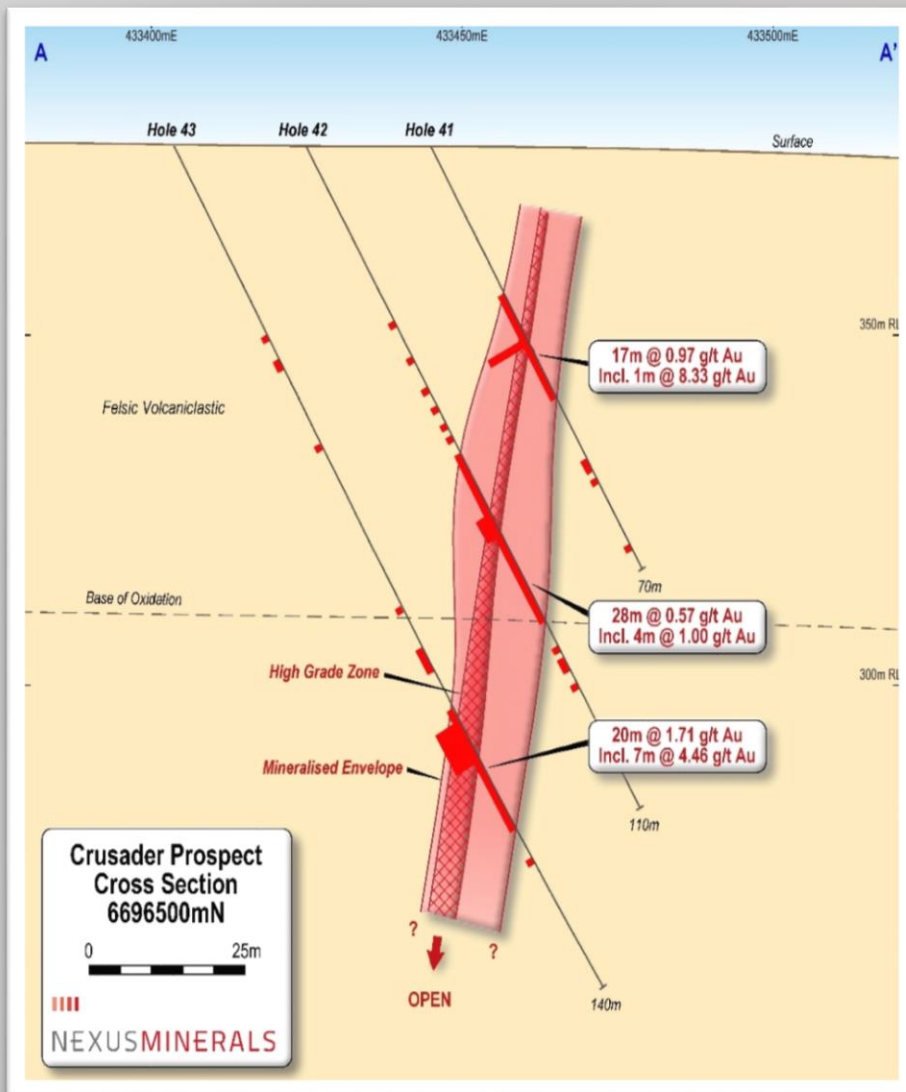 433400mE 433450mE 433500mE
A A'
Hole 43 Hole 42 Hole 41
Surface
350m RL
17m @ 0.97 g/t Au
Incl. 1m @ 8.33 g/t Au
Felsic Volcaniclastic
70m
Base of Oxidation
28m @ 0.57 g/t Au
Incl. 4m @ 1.00 g/t Au
High Grade Zone
300m RL
20m @ 1.71 g/t Au
Incl. 7m @ 4.46 g/t Au
Mineralised Envelope
110m
Crusader Prospect
Cross Section
6696500mN
0 25m
? ?
OPEN
140m
NEXUSMINERALS